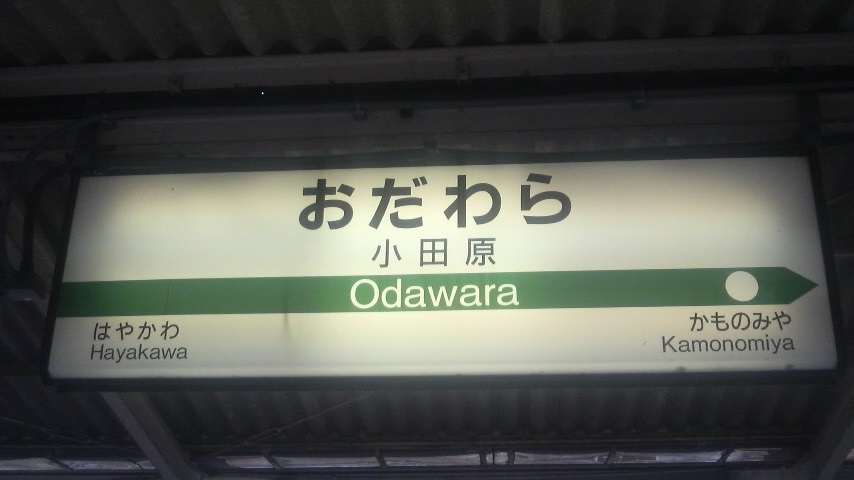 おだわら
小田原
Odawara
はやかわ
Hayakawa
かものみや
Kamonomiya